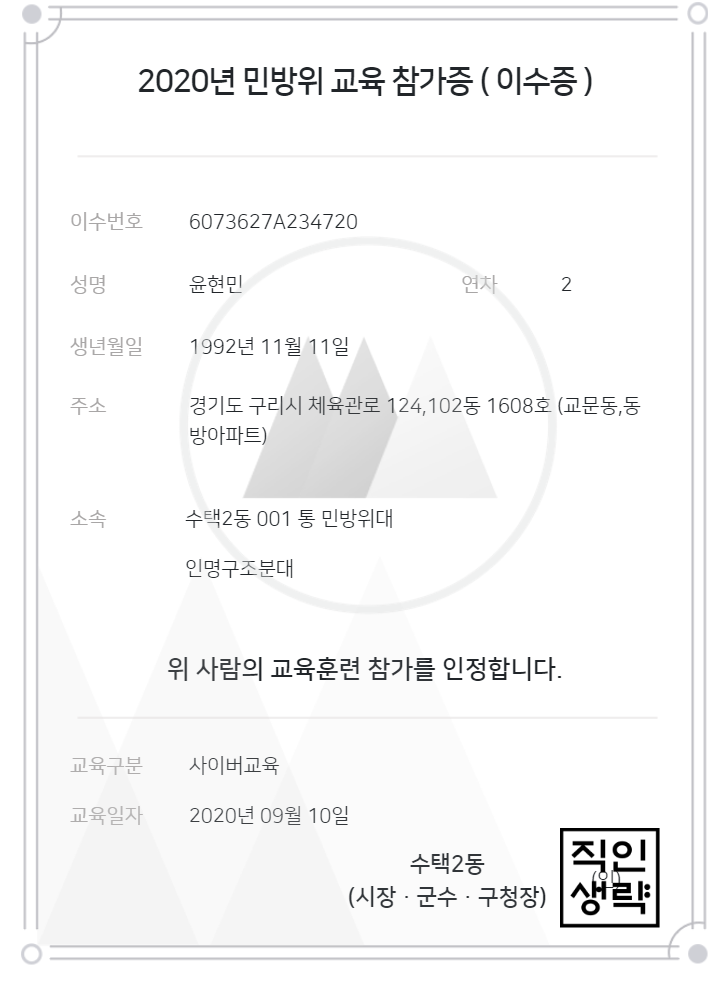 2020년 민방위 교육 참가증 ( 이수증 )
이수번호 6073627A234720
성명 윤현민 연차 2
생년월일 1992년 11월 11일
주소 경기도 구리시 체육관로 124,102동 1608호 (교문동,동
방아파트)
소속 수택2동 001 통 민방위대
인명구조분대
위 사람의 교육훈련 참가를 인정합니다.
교육구분 사이버교육
교육일자 2020년 09월 10일
수택2동
(시장 · 군수 · 구청장) (인)
직인
생략